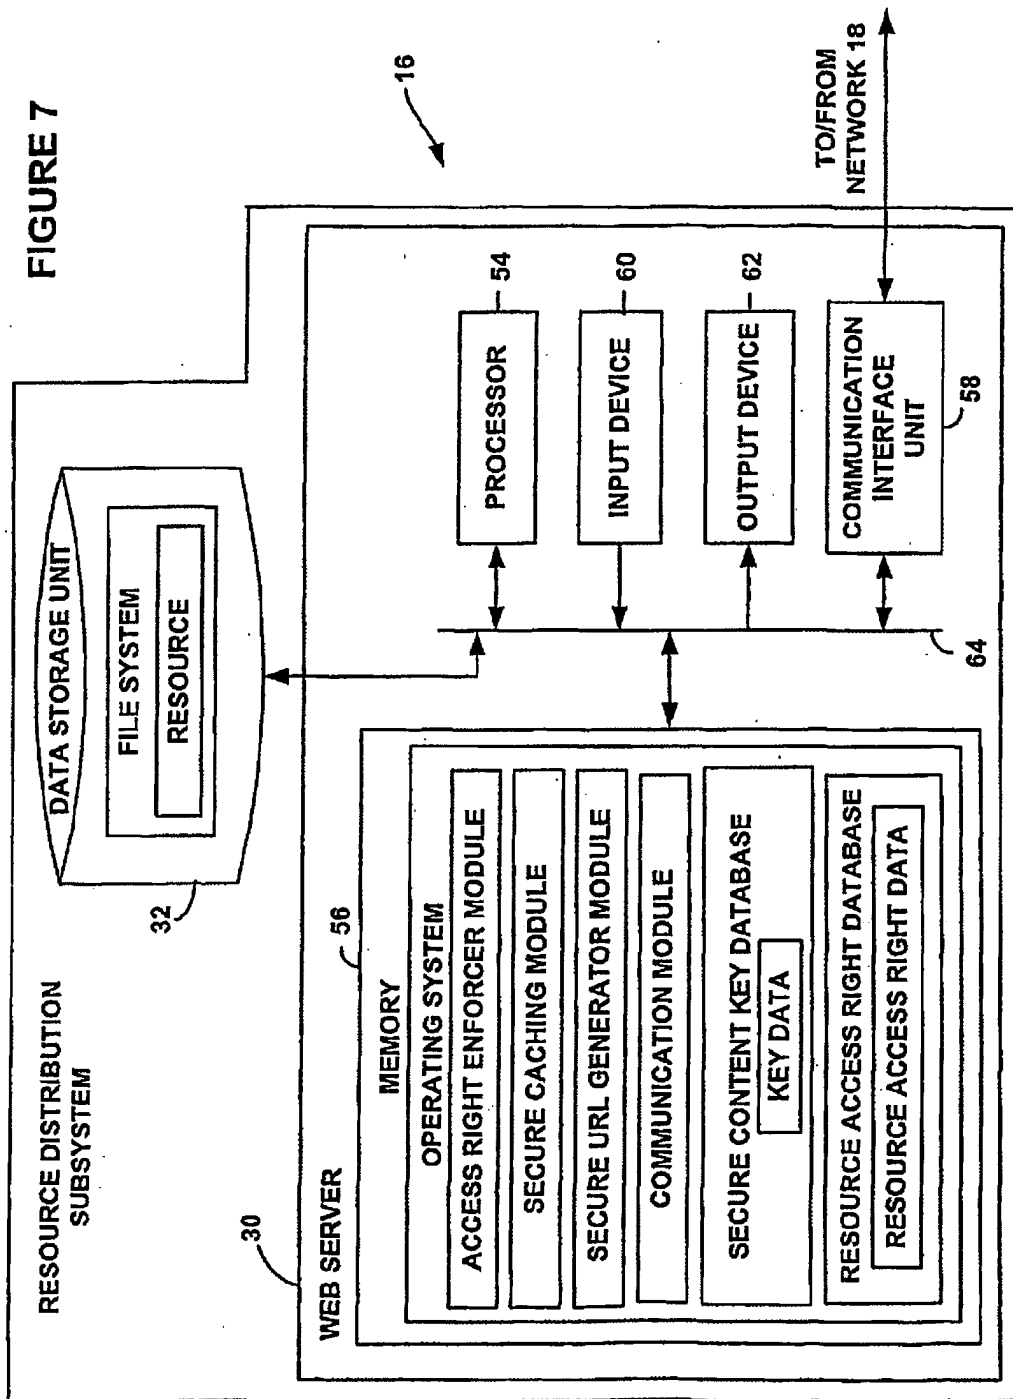 FIGURE 7
RESOURCE DISTRIBUTION
SUBSYSTEM
DATA STORAGE UNIT
FILE SYSTEM
RESOURCE
32
16
30
WEB SERVER
56
MEMORY
OPERATING SYSTEM
ACCESS RIGHT ENFORCER MODULE
SECURE CACHING MODULE
SECURE URL GENERATOR MODULE
COMMUNICATION MODULE
SECURE CONTENT KEY DATABASE
KEY DATA
RESOURCE ACCESS RIGHT DATABASE
RESOURCE ACCESS RIGHT DATA
PROCESSOR
54
INPUT DEVICE
60
OUTPUT DEVICE
62
COMMUNICATION
INTERFACE
UNIT
58
64
TO/FROM
NETWORK 18